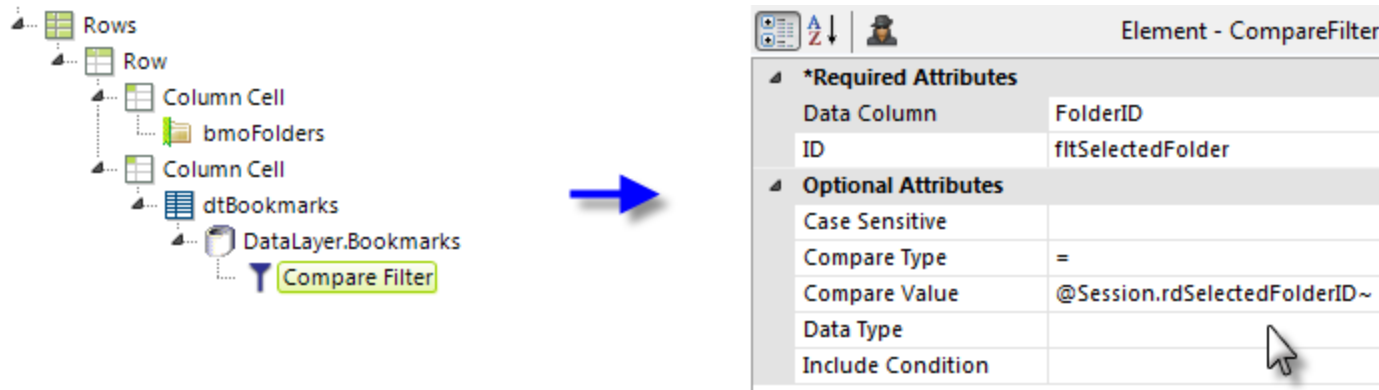 Rows
Row
Column Cell
bmoFolders
Column Cell
dtBookmarks
DataLayer.Bookmarks
Compare Filter
A
Z
Element - CompareFilter
*Required Attributes
Data Column FolderID
ID fltSelectedFolder
Optional Attributes
Case Sensitive
Compare Type =
Compare Value @Session.rdSelectedFolderID~
Data Type
Include Condition